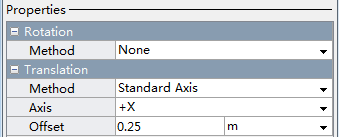 Properties
Rotation
Method None
Translation
Method Standard Axis
Axis +X
Offset 0.25 m